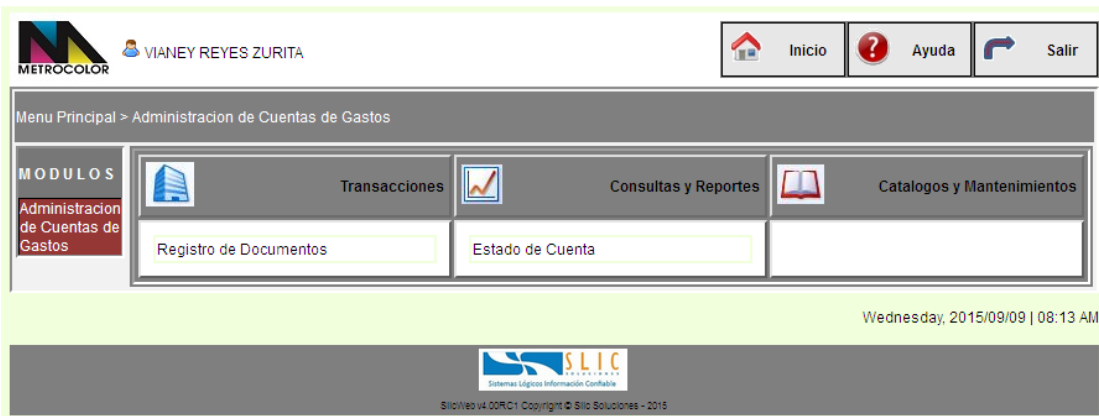 METROCOLOR
VIANEY REYES ZURITA
Inicio
Ayuda
Salir
Menu Principal > Administracion de Cuentas de Gastos
MODULOS
Administracion
de Cuentas de
Gastos
Transacciones
Consultas y Reportes
Catalogos y Mantenimientos
Registro de Documentos
Estado de Cuenta
Wednesday, 2015/09/09 | 08:13 AM
SLIC
SOLUCIONES
Sistemas Lógicos Información Confiable
SlicWeb v4.00RC1 Copyright © Slic Soluciones - 2015